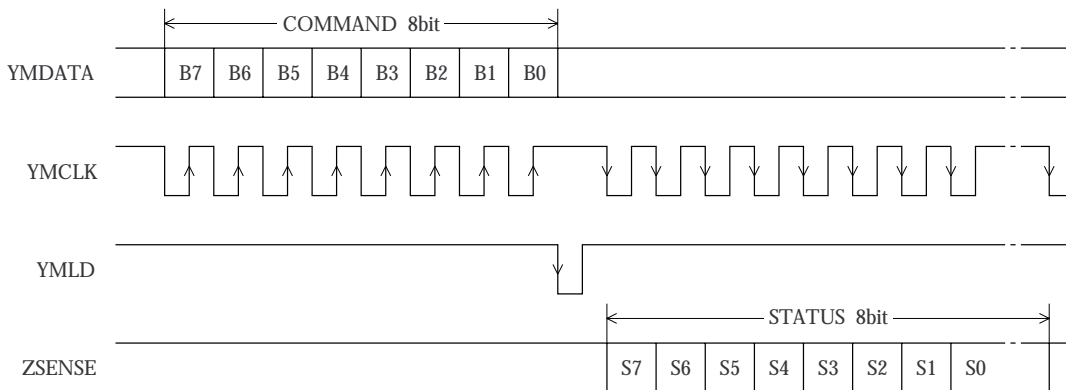 COMMAND 8bit
YMDATA B7 B6 B5 B4 B3 B2 B1 B0
YMCLK
YMLD
STATUS 8bit
ZSENSE S7 S6 S5 S4 S3 S2 S1 S0